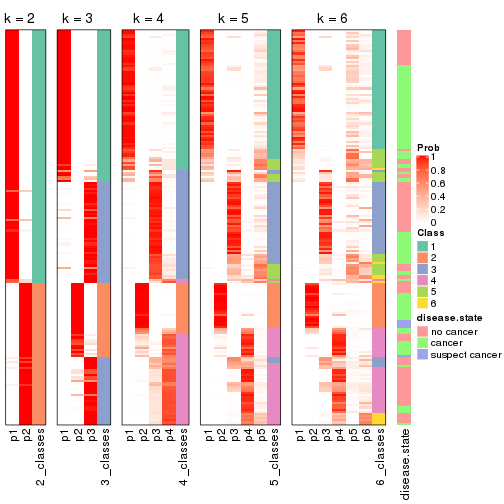 k = 2
k = 3
k = 4
k = 5
k = 6
Prob
1
0.8
0.6
0.4
0.2
0
Class
1
2
3
4
5
6
disease.state
no cancer
cancer
suspect cancer
p1
p2
2_classes
p1
p2
p3
3_classes
p1
p2
p3
p4
4_classes
p1
p2
p3
p4
p5
5_classes
p1
p2
p3
p4
p5
p6
6_classes
disease.state